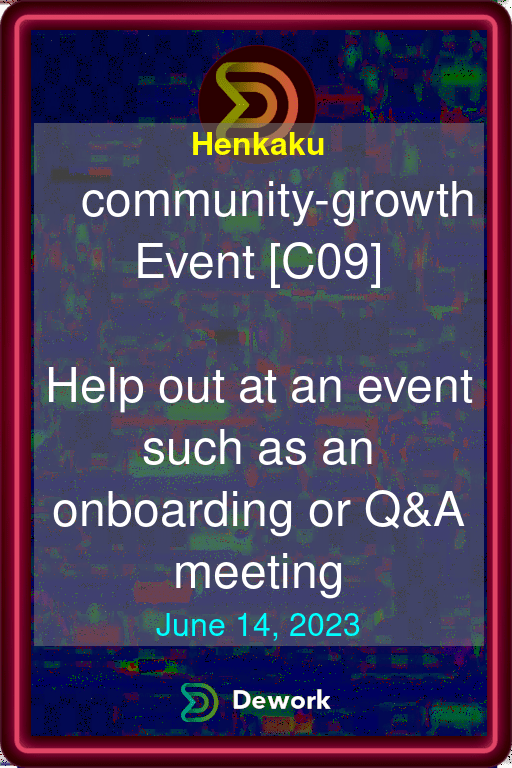 Henkaku
community-growth
Event [C09]
Help out at an event
such as an
onboarding or Q&A
meeting
June 14, 2023
Dework